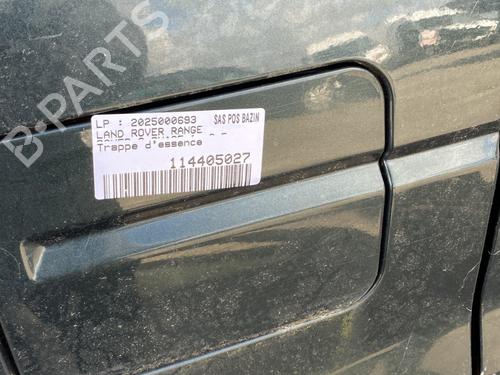 B-PARTS
LP : 2025000693 SAS POS BAZIN
LAND ROVER RANGE
Trappe d'essence
114405027